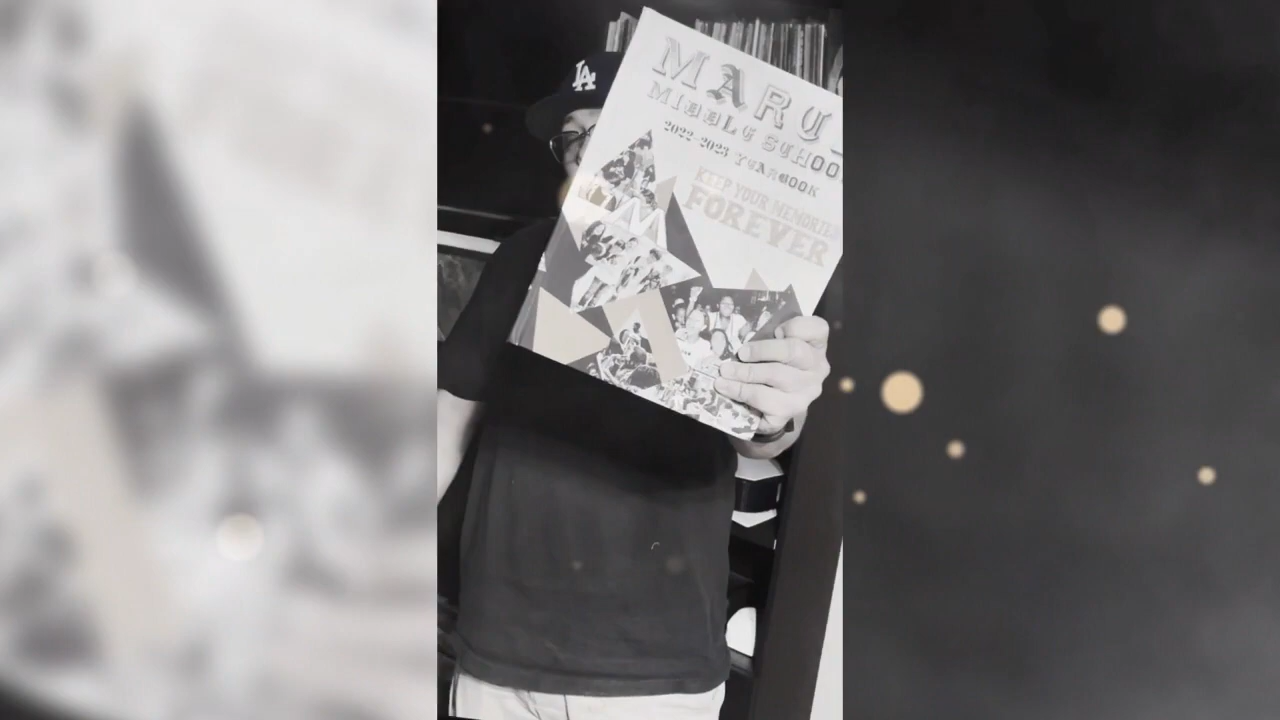 LA
MIDDLE SCHOOL
2022-2023 YEARBOOK
KEEP YOUR MEMORIES
FOREVER